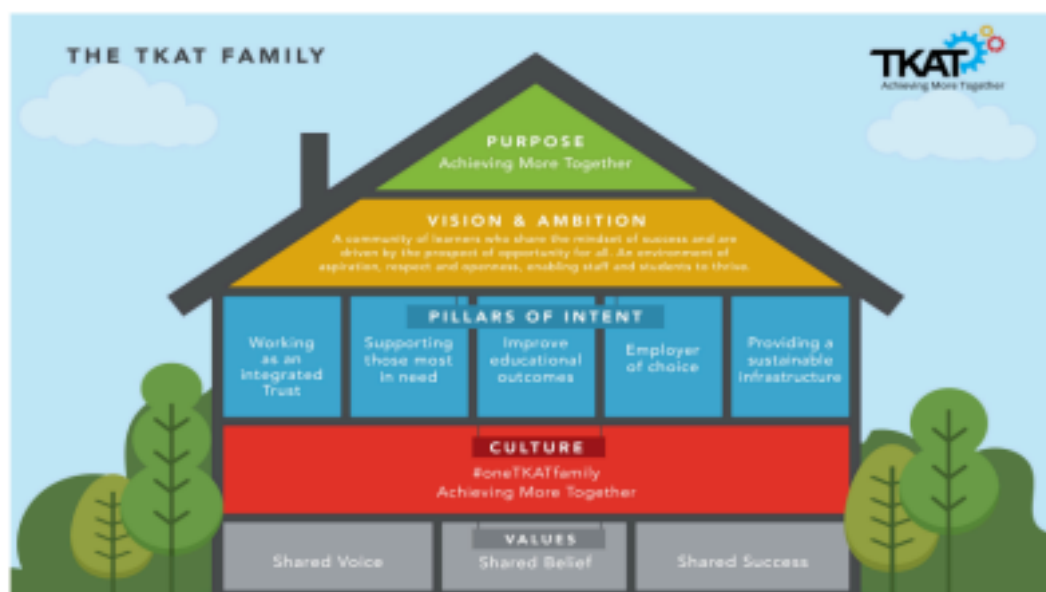 THE TKAT FAMILY
TKAT
Achieving More Together
PURPOSE
Achieving More Together
VISION & AMBITION
A community of learners who share the mindset of success and are
driven by the prospect of opportunity for all. An environment of
aspiration, respect and openness, enabling staff and students to thrive.
PILLARS OF INTENT
Working
as an
integrated
Trust
Supporting
those most
in need
Improve
educational
outcomes
Employer
of choice
Providing a
sustainable
infrastructure
CULTURE
#oneTKATfamily
Achieving More Together
VALUES
Shared Voice
Shared Belief
Shared Success